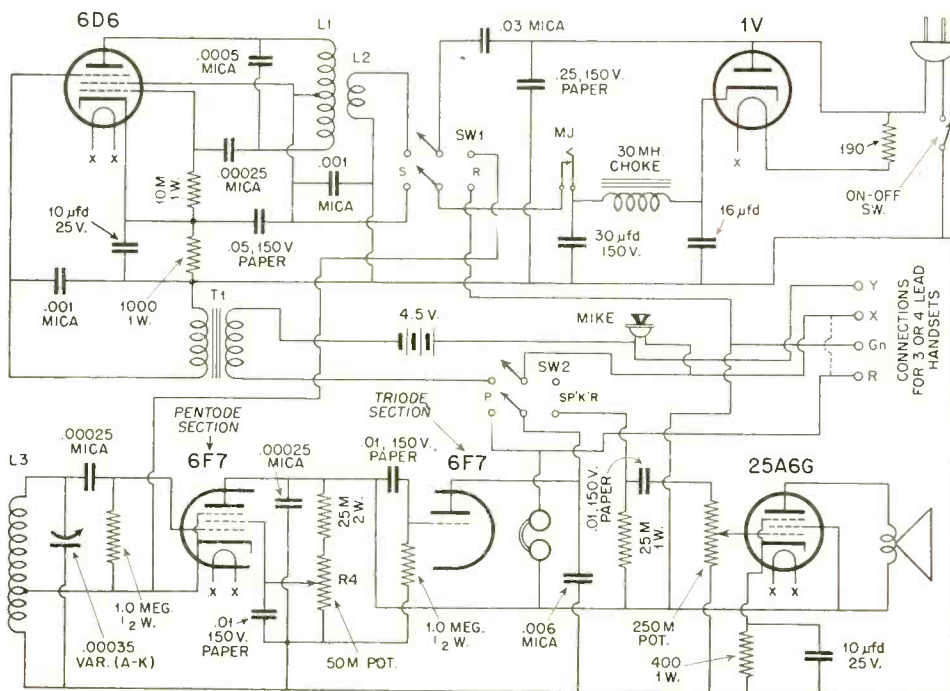 6D6
L1
.0005
MICA
L2
.03 MICA
1V
.25, 150 V.
PAPER
SW1
MJ
30 MH.
CHOKE
190
ON-OFF
SW.
X X
X
S
R
.00025
MICA
.001
MICA
10 M
1 W.
10 µfd
25 V.
.05, 150 V.
PAPER
30 µfd
150 V.
16 µfd
.001
MICA
1000
1 W.
T1
4.5 V.
MIKE
Y
X
Gn
R
CONNECTIONS
FOR 3 OR 4 LEAD
HANDSETS
SW2
P
SP'K'R
PENTODE
SECTION
TRIODE
SECTION
L3
.00025
MICA
6F7
.00025
MICA
.01, 150 V.
PAPER
6F7
.01, 150 V.
PAPER
25A6G
25 M
2 W.
25 M
1 W.
R4
X X
X X
1.0 MEG.
1/2 W.
.01
150 V.
PAPER
50 M POT.
1.0 MEG.
1/2 W.
.006
MICA
250 M
POT.
400
1 W.
10 µfd
25 V.
.00035
VAR. (A-K)